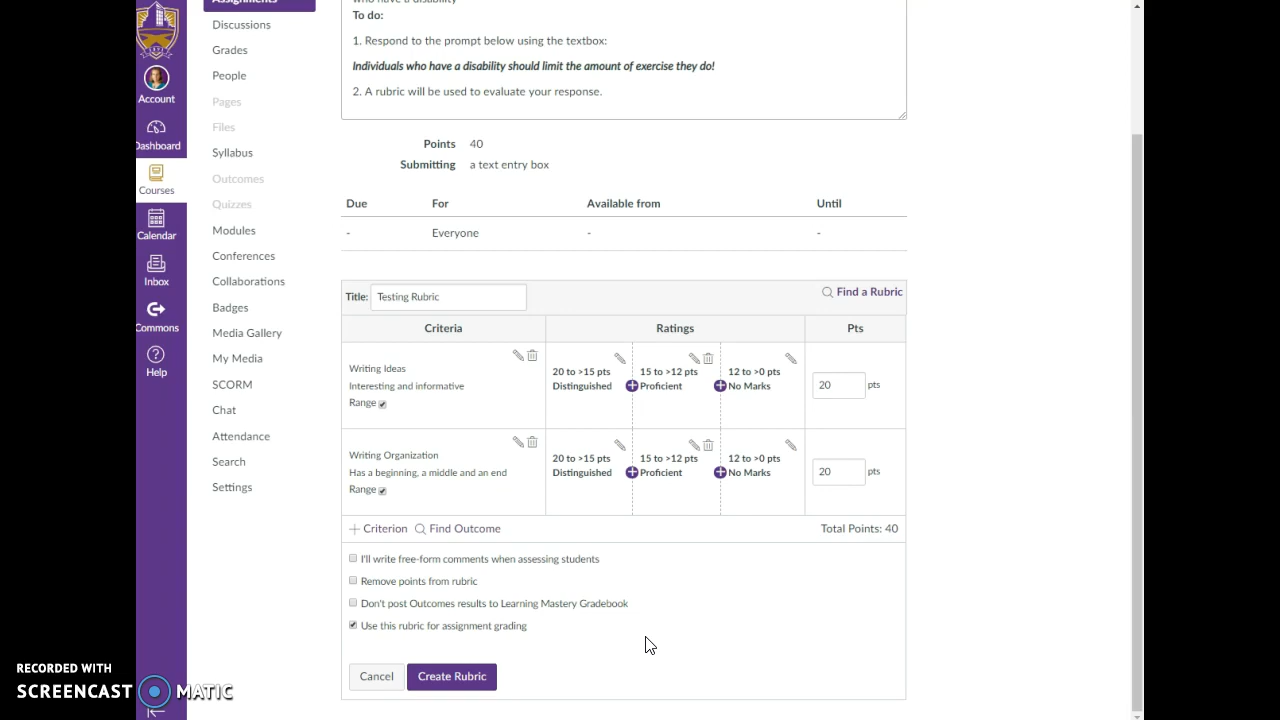 Assignments
Discussions
Grades
People
Pages
Files
Syllabus
Outcomes
Quizzes
Modules
Conferences
Collaborations
Badges
Media Gallery
My Media
SCORM
Chat
Attendance
Search
Settings
Account
Dashboard
Courses
Calendar
Inbox
Commons
Help
who have a disability
To do:
1. Respond to the prompt below using the textbox:
Individuals who have a disability should limit the amount of exercise they do!
2. A rubric will be used to evaluate your response.
Points 40
Submitting a text entry box
Due For Available from Until
- Everyone - -
Title: Testing Rubric Find a Rubric
Criteria Ratings Pts
Writing Ideas
Interesting and informative
Range
20 to >15 pts
Distinguished
15 to >12 pts
Proficient
12 to >0 pts
No Marks
20 pts
Writing Organization
Has a beginning, a middle and an end
Range
20 to >15 pts
Distinguished
15 to >12 pts
Proficient
12 to >0 pts
No Marks
20 pts
Criterion Find Outcome Total Points: 40
I'll write free-form comments when assessing students
Remove points from rubric
Don't post Outcomes results to Learning Mastery Gradebook
Use this rubric for assignment grading
Cancel Create Rubric
RECORDED WITH
SCREENCAST MATIC